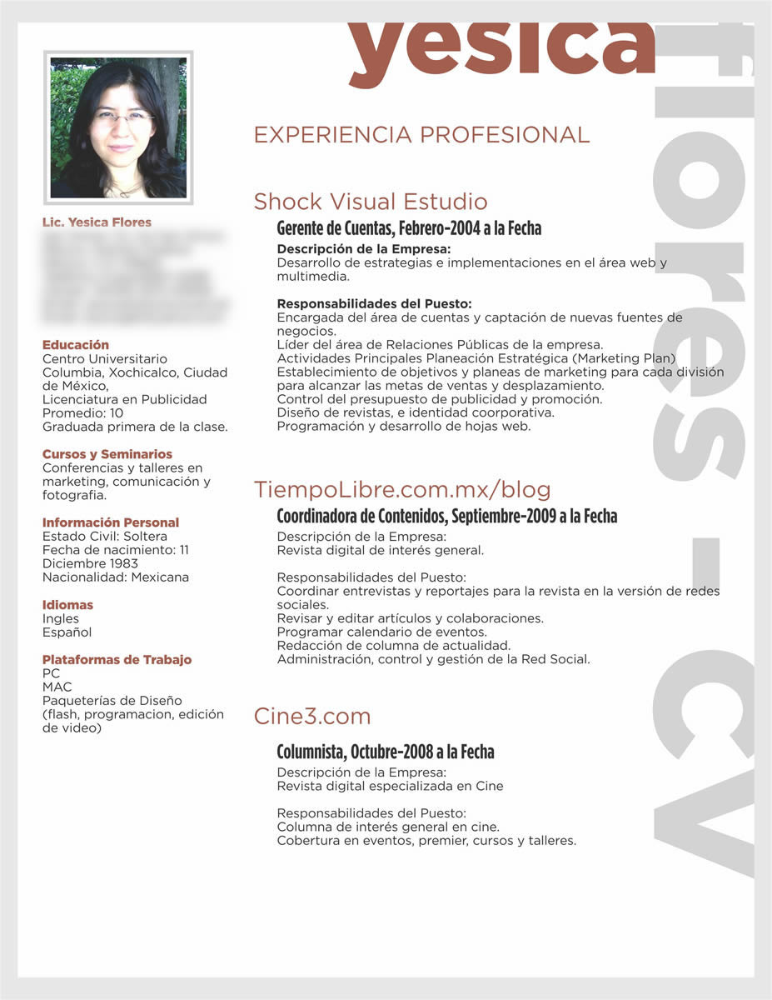 yesica
flores - cv
Lic. Yesica Flores
Educación
Centro Universitario
Columbia, Xochicalco, Ciudad
de México,
Licenciatura en Publicidad
Promedio: 10
Graduada primera de la clase.
Cursos y Seminarios
Conferencias y talleres en
marketing, comunicación y
fotografia.
Información Personal
Estado Civil: Soltera
Fecha de nacimiento: 11
Diciembre 1983
Nacionalidad: Mexicana
Idiomas
Ingles
Español
Plataformas de Trabajo
PC
MAC
Paqueterías de Diseño
(flash, programacion, edición
de video)
EXPERIENCIA PROFESIONAL
Shock Visual Estudio
Gerente de Cuentas, Febrero-2004 a la Fecha
Descripción de la Empresa:
Desarrollo de estrategias e implementaciones en el área web y
multimedia.
Responsabilidades del Puesto:
Encargada del área de cuentas y captación de nuevas fuentes de
negocios.
Líder del área de Relaciones Públicas de la empresa.
Actividades Principales Planeación Estratégica (Marketing Plan)
Establecimiento de objetivos y planeas de marketing para cada división
para alcanzar las metas de ventas y desplazamiento.
Control del presupuesto de publicidad y promoción.
Diseño de revistas, e identidad coorporativa.
Programación y desarrollo de hojas web.
TiempoLibre.com.mx/blog
Coordinadora de Contenidos, Septiembre-2009 a la Fecha
Descripción de la Empresa:
Revista digital de interés general.
Responsabilidades del Puesto:
Coordinar entrevistas y reportajes para la revista en la versión de redes
sociales.
Revisar y editar artículos y colaboraciones.
Programar calendario de eventos.
Redacción de columna de actualidad.
Administración, control y gestión de la Red Social.
Cine3.com
Columnista, Octubre-2008 a la Fecha
Descripción de la Empresa:
Revista digital especializada en Cine
Responsabilidades del Puesto:
Columna de interés general en cine.
Cobertura en eventos, premier, cursos y talleres.